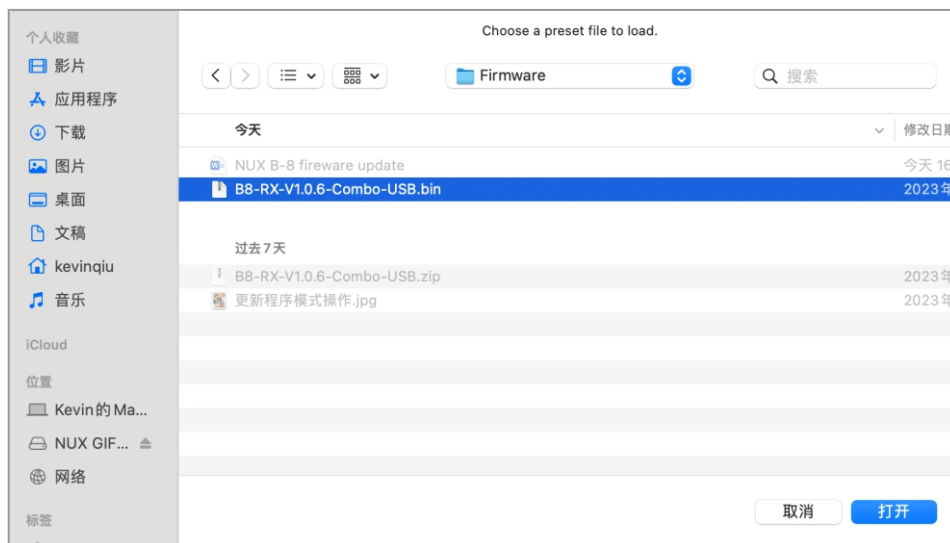 Choose a preset file to load.
个人收藏
影片
应用程序
下载
图片
桌面
文稿
kevinqiu
音乐
iCloud
位置
Kevin的Ma...
NUX GIF...
网络
标签
Firmware
搜索
今天
修改日期
NUX B-8 fireware update
今天 16
B8-RX-V1.0.6-Combo-USB.bin
2023年
过去7天
B8-RX-V1.0.6-Combo-USB.zip
2023年
更新程序模式操作.jpg
2023年
取消
打开